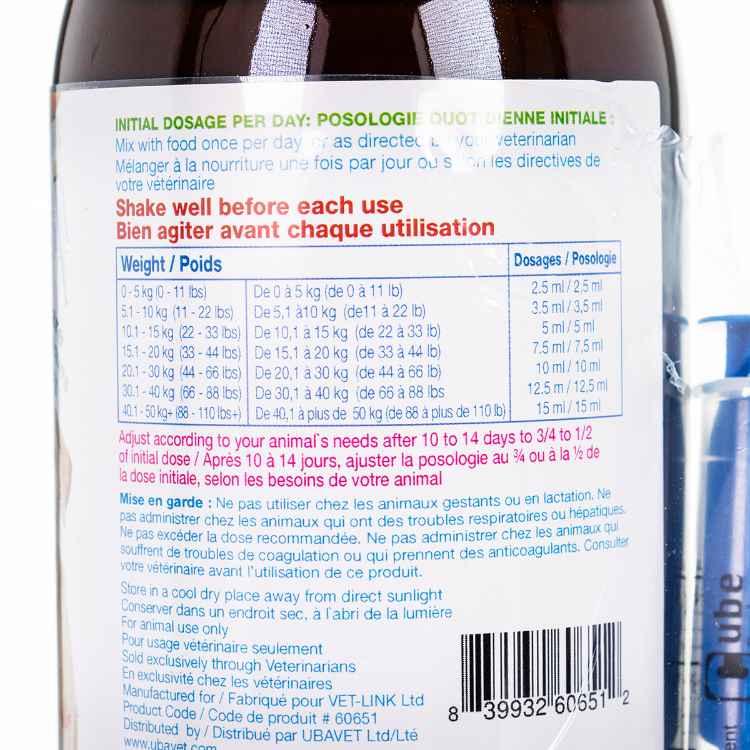 INITIAL DOSAGE PER DAY: POSOLOGIE QUOTIDIENNE INITIALE :
Mix with food once per day or as directed by your veterinarian
Mélanger à la nourriture une fois par jour ou selon les directives de
votre vétérinaire
Shake well before each use
Bien agiter avant chaque utilisation
Weight / Poids Dosages / Posologie
0 - 5 kg (0 - 11 lbs) De 0 à 5 kg (de 0 à 11 lb) 2.5 ml / 2,5 ml
5.1 - 10 kg (11 - 22 lbs) De 5,1 à10 kg (de11 à 22 lb) 3.5 ml / 3,5 ml
10.1 - 15 kg (22 - 33 lbs) De 10,1 à 15 kg (de 22 à 33 lb) 5 ml / 5 ml
15.1 - 20 kg (33 - 44 lbs) De 15.1 à 20 kg (de 33 à 44 lb) 7.5 ml / 7,5 ml
20.1 - 30 kg (44 - 66 lbs) De 20,1 à 30 kg (de 44 à 66 lb) 10 ml / 10 ml
30.1 - 40 kg (66 - 88 lbs) De 30,1 à 40 kg (de 66 à 88 lbs 12.5 m / 12,5 ml
40.1 - 50 kg+ (88 - 110 lbs+) De 40,1 à plus de 50 kg (de 88 à plus de 110 lb) 15 ml / 15 ml
Adjust according to your animal`s needs after 10 to 14 days to 3/4 to 1/2
of initial dose / Après 10 à 14 jours, ajuster la posologie au ¾ ou à la ½ de
la dose initiale, selon les besoins de votre animal
Mise en garde : Ne pas utiliser chez les animaux gestants ou en lactation. Ne
pas administrer chez les animaux qui ont des troubles respiratoires ou hépatiques.
Ne pas excéder la dose recommandée. Ne pas administrer chez les animaux qui
souffrent de troubles de coagulation ou qui prennent des anticoagulants. Consulter
votre vétérinaire avant l'utilisation de ce produit.
Store in a cool dry place away from direct sunlight
Conserver dans un endroit sec, à l`abri de la lumière
For animal use only
Pour usage vétérinaire seulement
Sold exclusively through Veterinarians
En exclusivité chez les vétérinaires
Manufactured for / Fabriqué pour VET-LINK Ltd
Product Code / Code de produit # 60651
Distributed by / Distribué par UBAVET Ltd/Lté
www.ubavet.com
8 39932 60651 2
ube